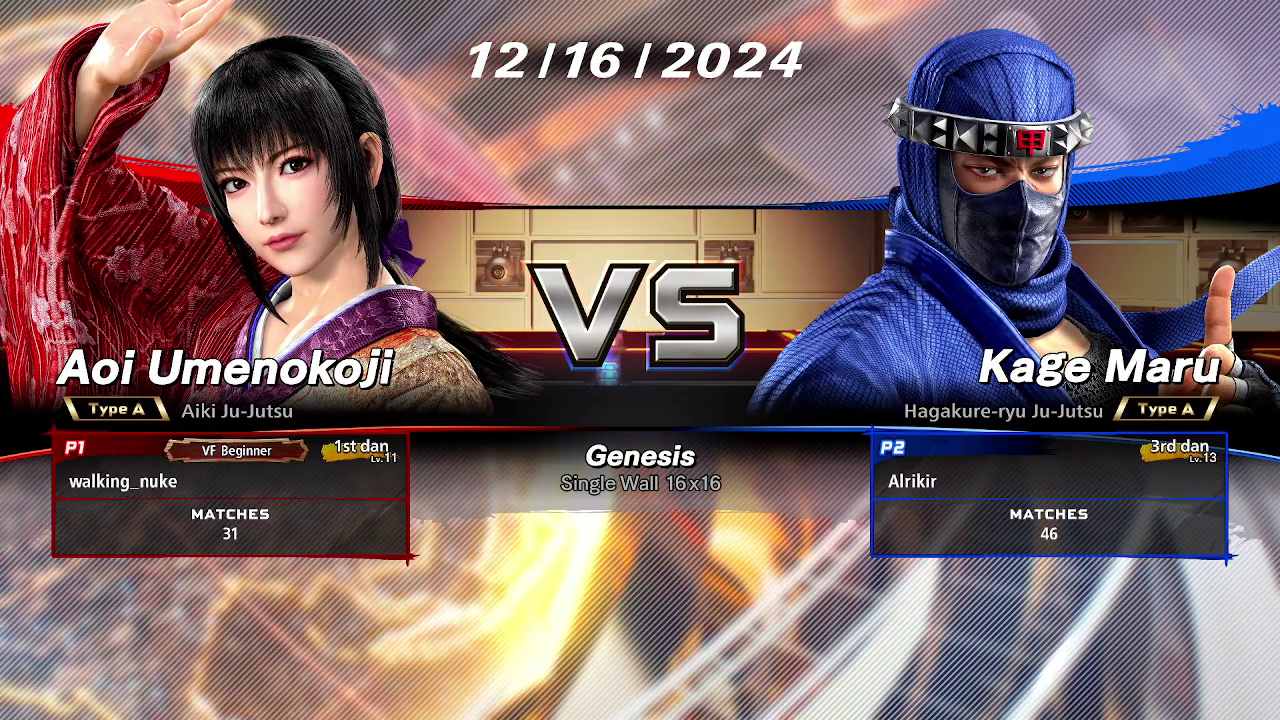 12/16/2024
甲
VS
Aoi Umenokoji
Type A Aiki Ju-Jutsu
Kage Maru
Hagakure-ryu Ju-Jutsu Type A
P1 VF Beginner 1st dan Lv.11
walking_nuke
MATCHES
31
Genesis
Single Wall 16x16
P2 3rd dan Lv.13
Alrikir
MATCHES
46